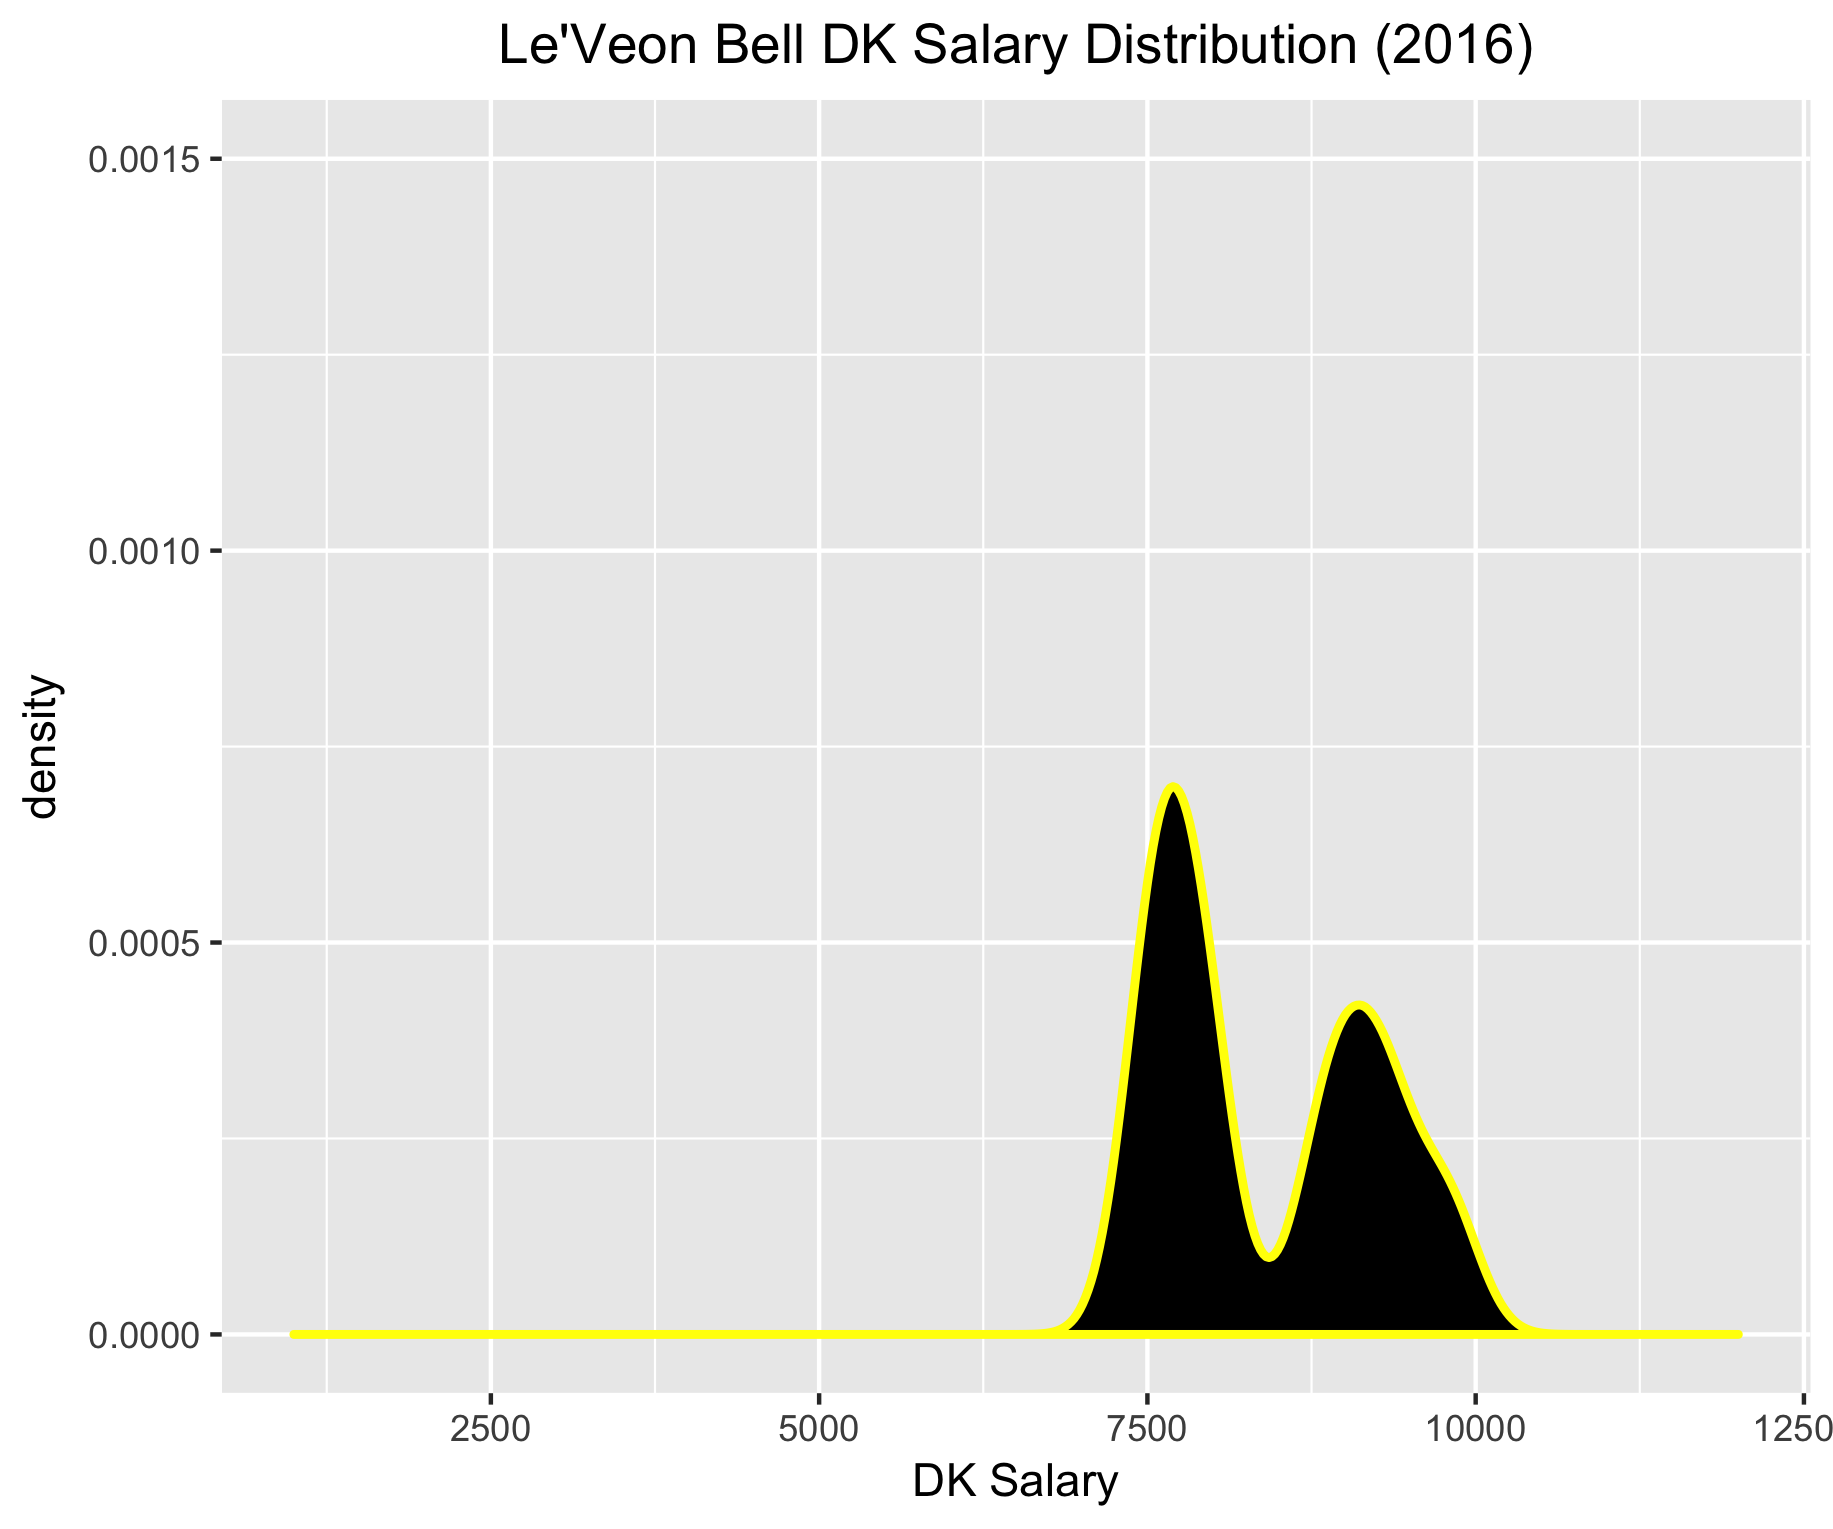 Le'Veon Bell DK Salary Distribution (2016)
0.0015
0.0010
density
0.0005
0.0000
2500 5000 7500 10000 1250
DK Salary